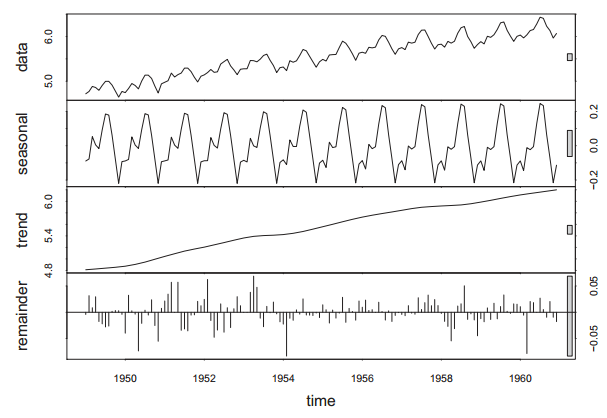 data
5.0 6.0
seasonal
-0.2 0.0 0.2
trend
4.8 5.4 6.0
remainder
-0.05 0.05
1950 1952 1954 1956 1958 1960
time